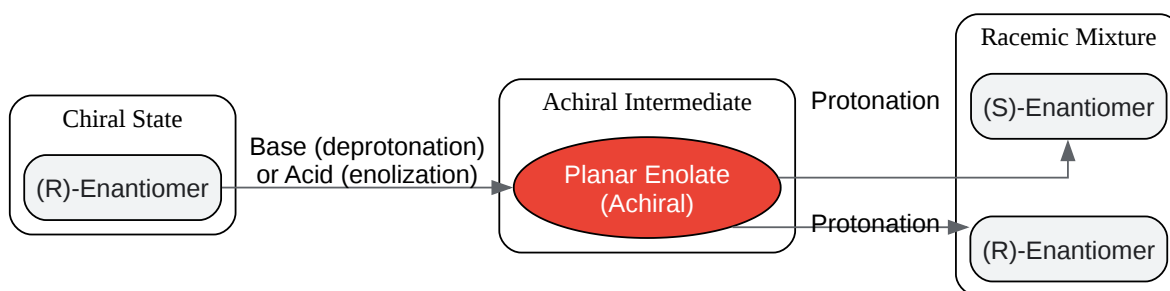 Chiral State
(R)-Enantiomer
Base (deprotonation)
or Acid (enolization)
Achiral Intermediate
Planar Enolate
(Achiral)
Protonation
Protonation
Racemic Mixture
(S)-Enantiomer
(R)-Enantiomer